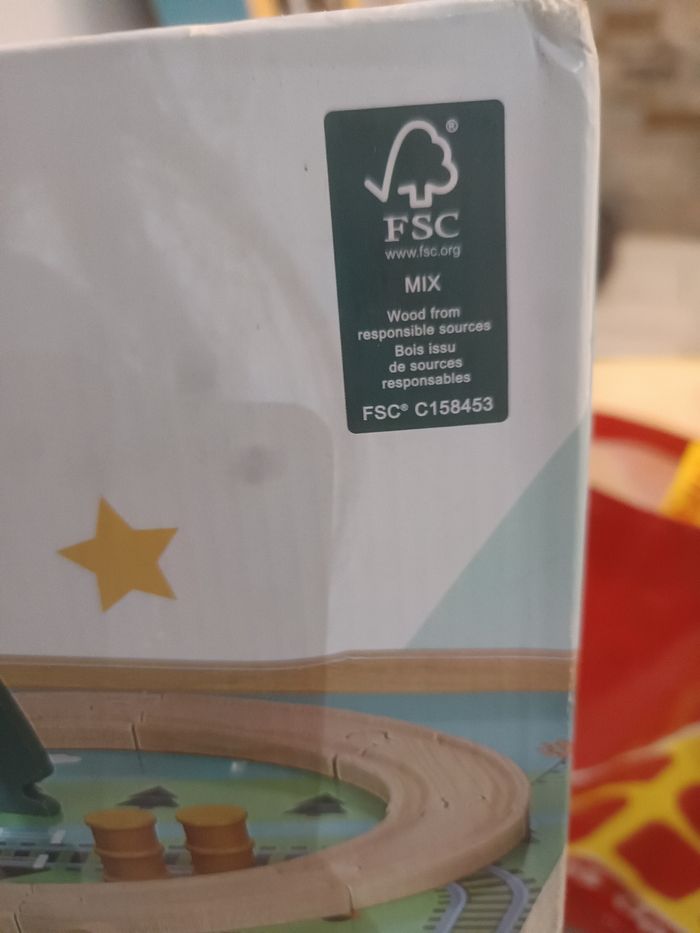 ®
FSC
www.fsc.org
MIX
Wood from
responsible sources
Bois issu
de sources
responsables
FSC® C158453